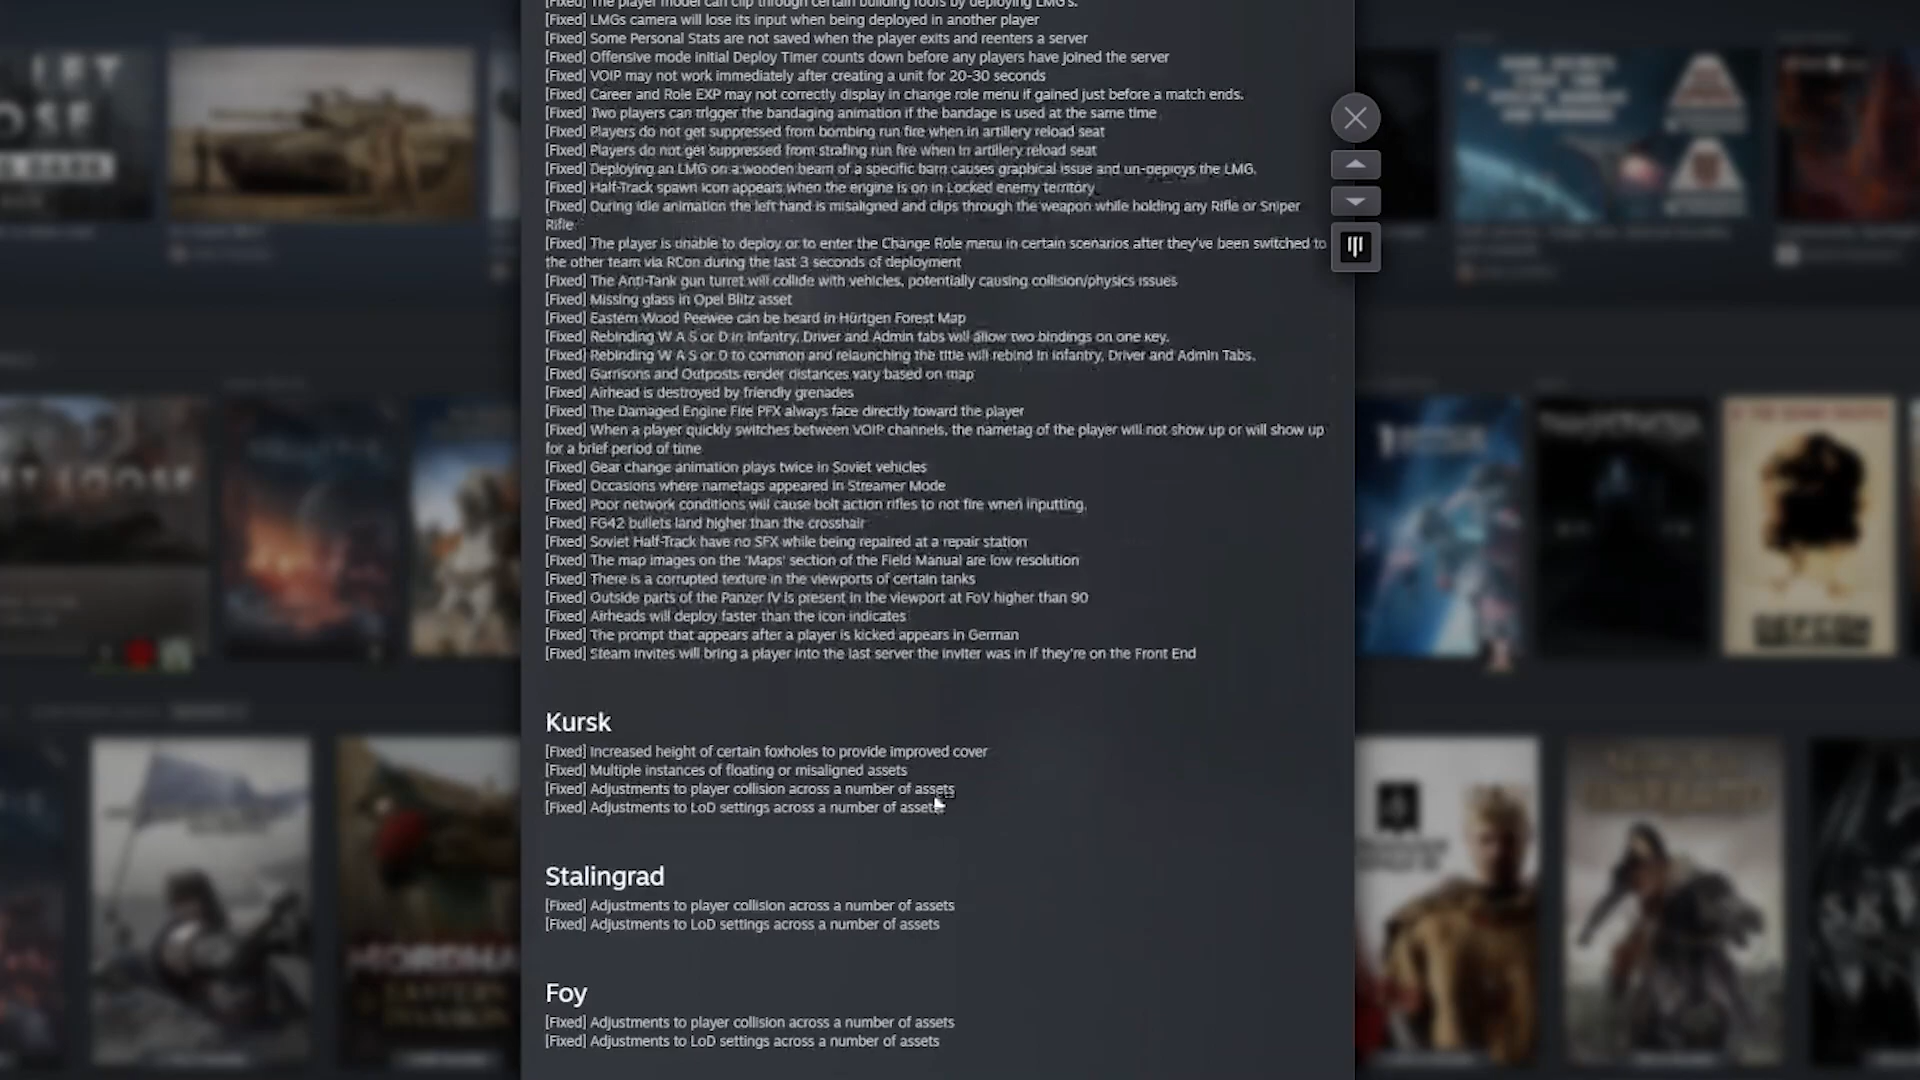 [Fixed] The player model can clip through certain building roofs by deploying LMG's.
[Fixed] LMGs camera will lose its input when being deployed in another player
[Fixed] Some Personal Stats are not saved when the player exits and reenters a server
[Fixed] Offensive mode initial Deploy Timer counts down before any players have joined the server
[Fixed] VOIP may not work immediately after creating a unit for 20-30 seconds
[Fixed] Career and Role EXP may not correctly display in change role menu if gained just before a match ends.
[Fixed] Two players can trigger the bandaging animation if the bandage is used at the same time
[Fixed] Players do not get suppressed from bombing run fire when in artillery reload seat
[Fixed] Players do not get suppressed from strafing run fire when in artillery reload seat
[Fixed] Deploying an LMG on a wooden beam of a specific barn causes graphical issue and un-deploys the LMG.
[Fixed] Half-Track spawn icon appears when the engine is on in Locked enemy territory
[Fixed] During idle animation the left hand is misaligned and clips through the weapon while holding any Rifle or Sniper
Rifle
[Fixed] The player is unable to deploy or to enter the Change Role menu in certain scenarios after they've been switched to
the other team via RCon during the last 3 seconds of deployment
[Fixed] The Anti-Tank gun turret will collide with vehicles, potentially causing collision/physics issues
[Fixed] Missing glass in Opel Blitz asset
[Fixed] Eastern Wood Peewee can be heard in Hürtgen Forest Map
[Fixed] Rebinding W A S or D in Infantry, Driver and Admin tabs will allow two bindings on one key.
[Fixed] Rebinding W A S or D to common and relaunching the title will rebind in Infantry, Driver and Admin Tabs.
[Fixed] Garrisons and Outposts render distances vary based on map
[Fixed] Airhead is destroyed by friendly grenades
[Fixed] The Damaged Engine Fire PFX always face directly toward the player
[Fixed] When a player quickly switches between VOIP channels, the nametag of the player will not show up or will show up
for a brief period of time
[Fixed] Gear change animation plays twice in Soviet vehicles
[Fixed] Occasions where nametags appeared in Streamer Mode
[Fixed] Poor network conditions will cause bolt action rifles to not fire when inputting.
[Fixed] FG42 bullets land higher than the crosshair
[Fixed] Soviet Half-Track have no SFX while being repaired at a repair station
[Fixed] The map images on the 'Maps' section of the Field Manual are low resolution
[Fixed] There is a corrupted texture in the viewports of certain tanks
[Fixed] Outside parts of the Panzer IV is present in the viewport at FoV higher than 90
[Fixed] Airheads will deploy faster than the icon indicates
[Fixed] The prompt that appears after a player is kicked appears in German
[Fixed] Steam Invites will bring a player into the last server the inviter was in if they're on the Front End
Kursk
[Fixed] Increased height of certain foxholes to provide improved cover
[Fixed] Multiple instances of floating or misaligned assets
[Fixed] Adjustments to player collision across a number of assets
[Fixed] Adjustments to LoD settings across a number of assets
Stalingrad
[Fixed] Adjustments to player collision across a number of assets
[Fixed] Adjustments to LoD settings across a number of assets
Foy
[Fixed] Adjustments to player collision across a number of assets
[Fixed] Adjustments to LoD settings across a number of assets